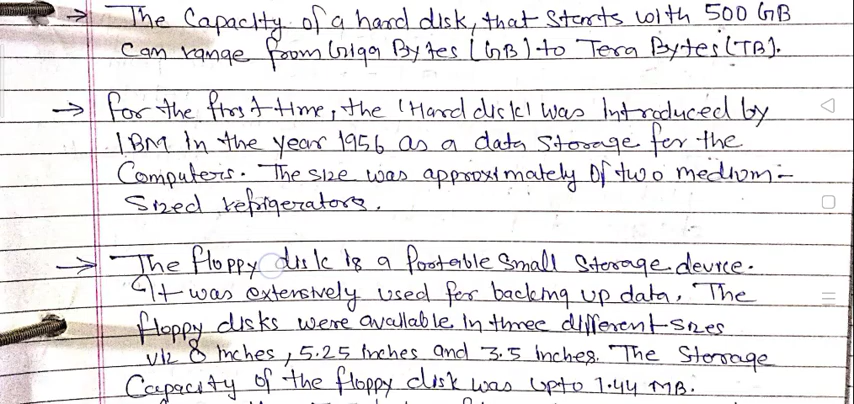 → The Capacity of a hard disk, that starts with 500 GB
can range from Giga Bytes (GB) to Tera Bytes (TB).
→ for the first time, the 'Hard disk' was introduced by
IBM in the year 1956 as a data storage for the
Computers. The size was approximately of two medium-
sized refrigerators.
→ The floppy disk is a portable small storage device.
It was extensively used for backing up data. The
floppy disks were available in three different sizes
viz 8 inches, 5.25 inches and 3.5 inches. The Storage
Capacity of the floppy disk was upto 1.44 MB.